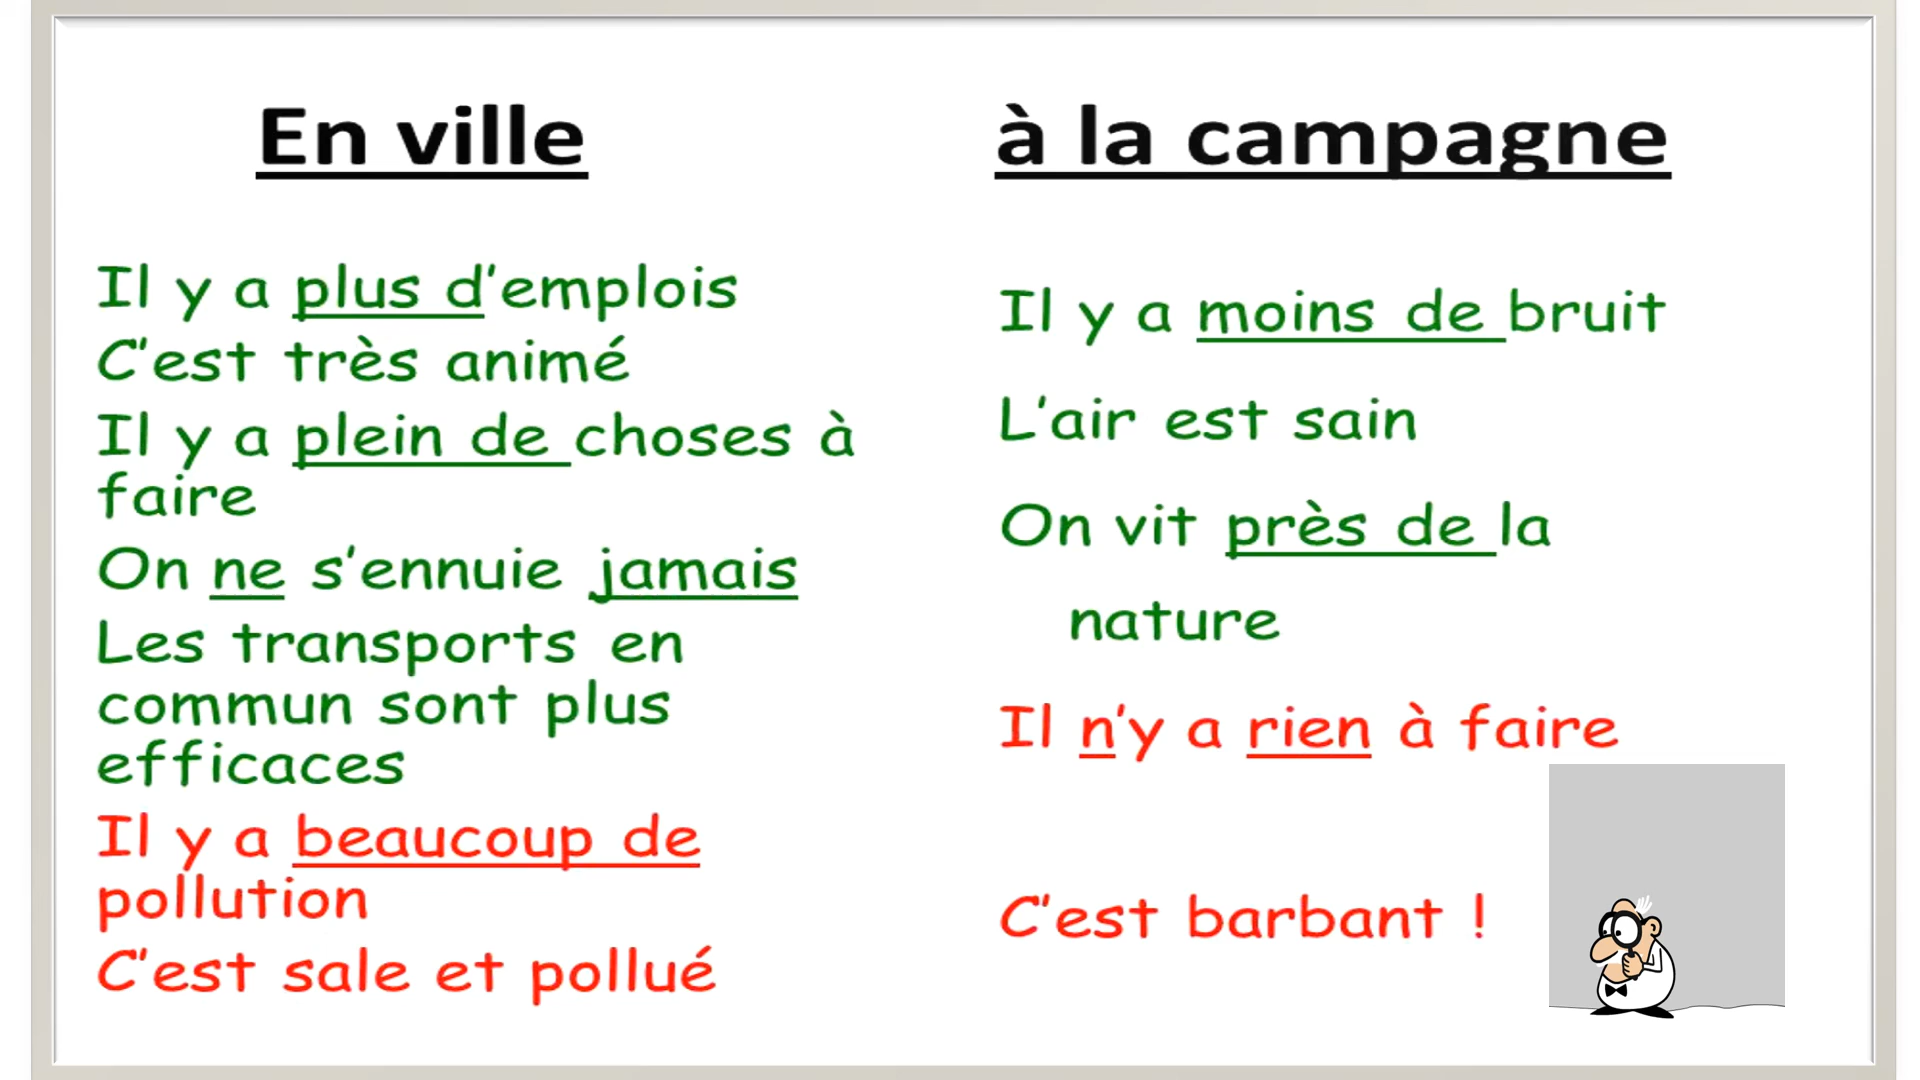 En ville
Il y a plus d'emplois
C'est très animé
Il y a plein de choses à
faire
On ne s'ennuie jamais
Les transports en
commun sont plus
efficaces
Il y a beaucoup de
pollution
C'est sale et pollué
à la campagne
Il y a moins de bruit
L'air est sain
On vit près de la
nature
Il n'y a rien à faire
C'est barbant !